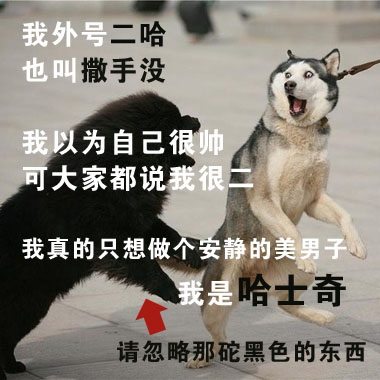 我外号二哈
也叫撒手没
我以为自己很帅
可大家都说我很二
我真的只想做个安静的美男子
我是哈士奇
请忽略那砣黑色的东西